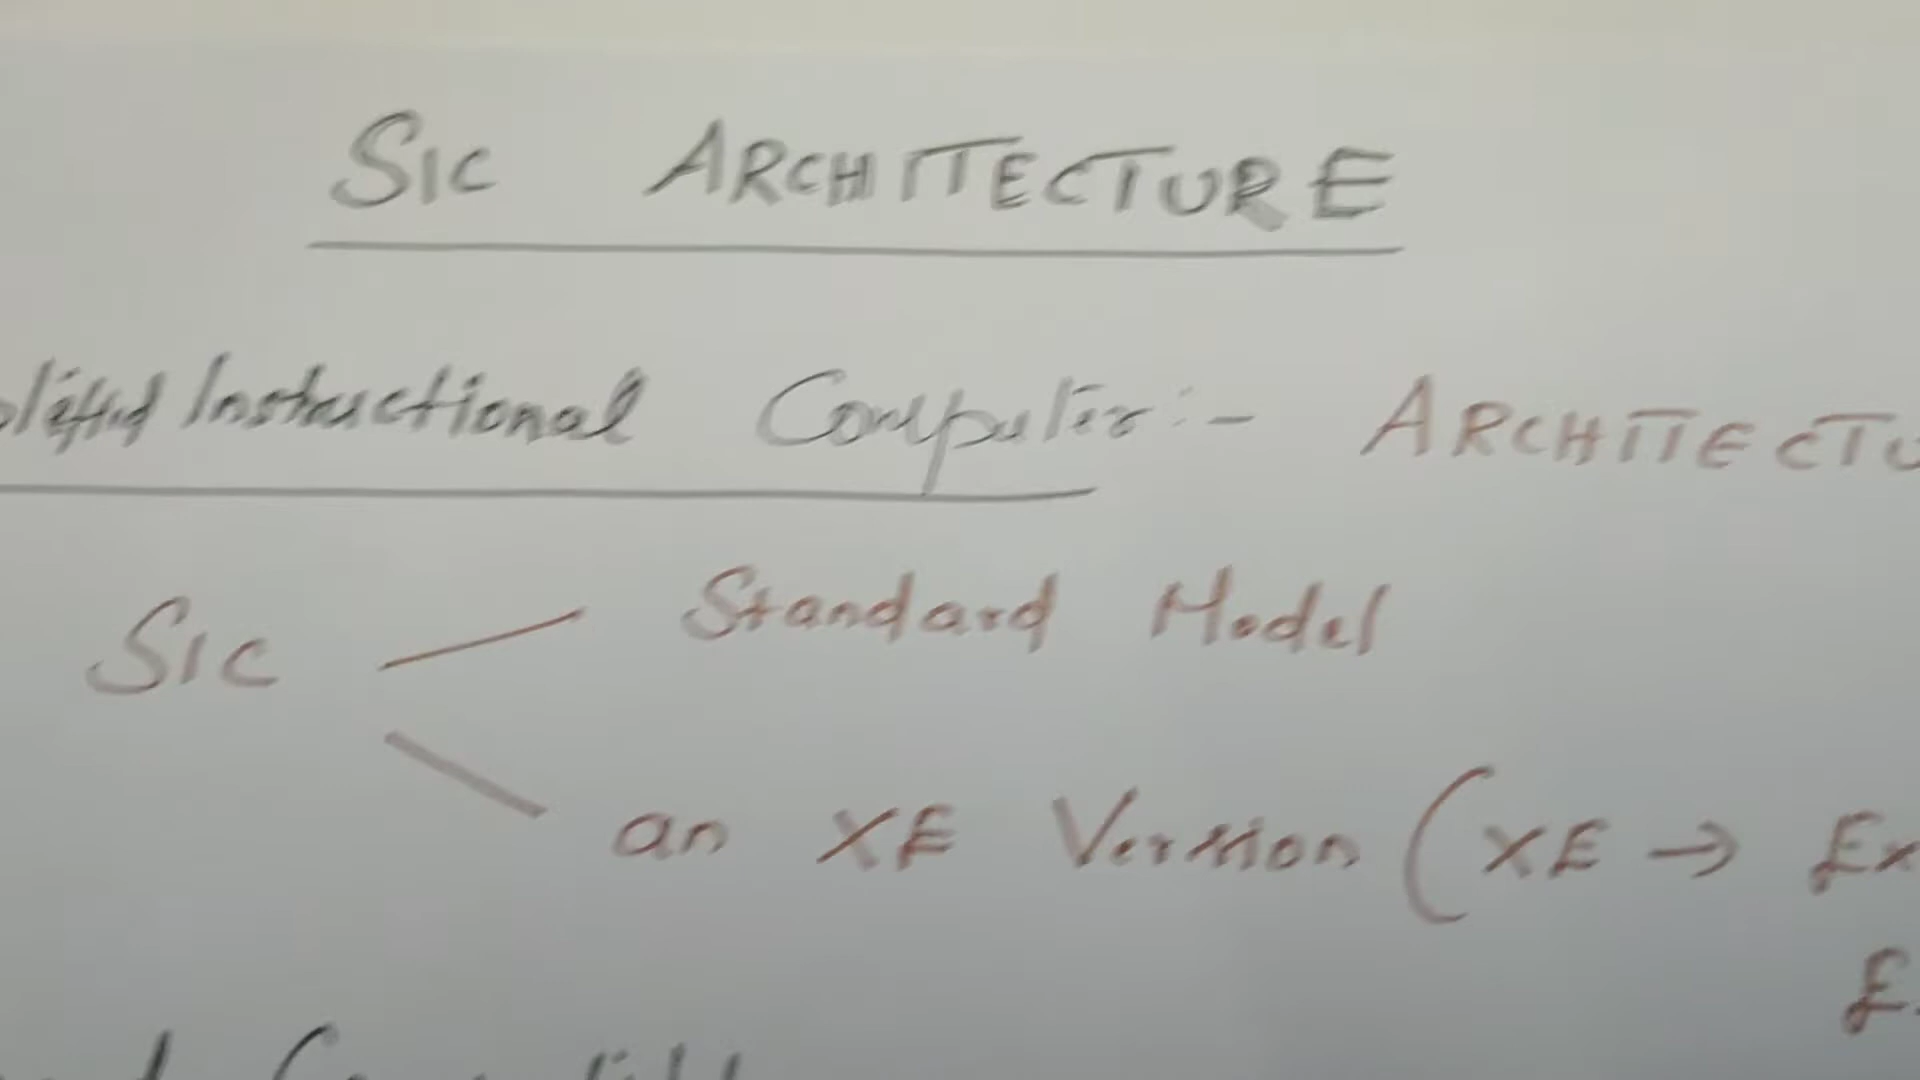 SIC ARCHITECTURE
Instructional Computer:- ARCHITECTU
SIC Standard Model
an XE Version (XE → Ex
E